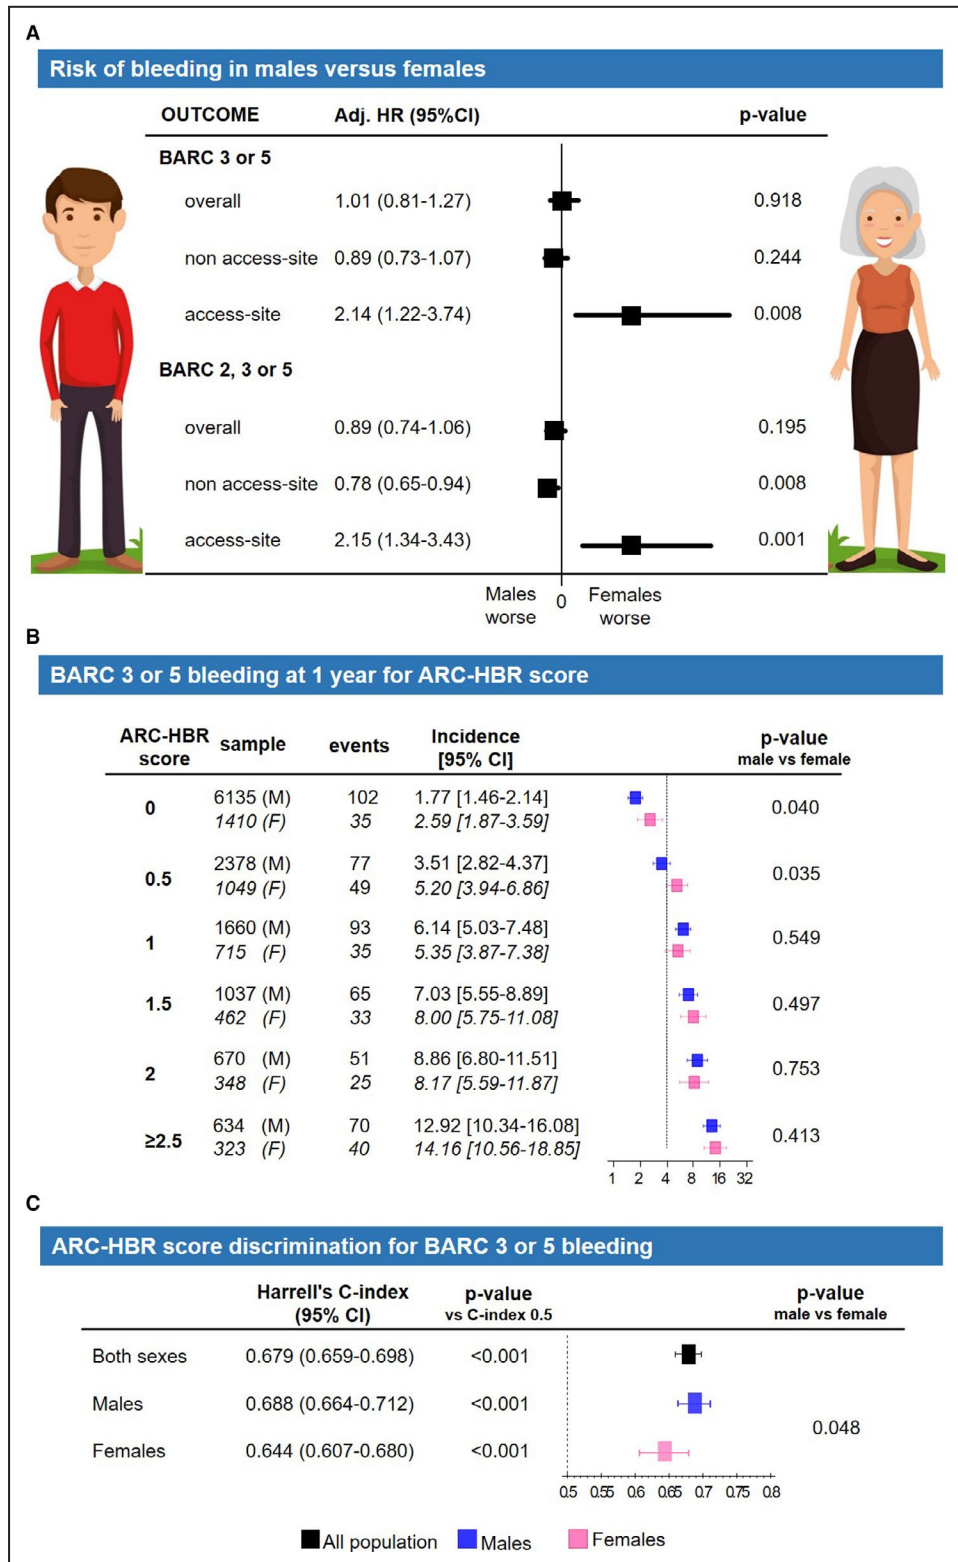 A
Risk of bleeding in males versus females
OUTCOME Adj. HR (95%CI) p-value
BARC 3 or 5
overall 1.01 (0.81-1.27) 0.918
non access-site 0.89 (0.73-1.07) 0.244
access-site 2.14 (1.22-3.74) 0.008
BARC 2, 3 or 5
overall 0.89 (0.74-1.06) 0.195
non access-site 0.78 (0.65-0.94) 0.008
access-site 2.15 (1.34-3.43) 0.001
Males 0 Females
worse worse
B
BARC 3 or 5 bleeding at 1 year for ARC-HBR score
ARC-HBR sample events Incidence p-value
score [95% CI] male vs female
0 6135 (M) 102 1.77 [1.46-2.14] 0.040
1410 (F) 35 2.59 [1.87-3.59]
0.5 2378 (M) 77 3.51 [2.82-4.37] 0.035
1049 (F) 49 5.20 [3.94-6.86]
1 1660 (M) 93 6.14 [5.03-7.48] 0.549
715 (F) 35 5.35 [3.87-7.38]
1.5 1037 (M) 65 7.03 [5.55-8.89] 0.497
462 (F) 33 8.00 [5.75-11.08]
2 670 (M) 51 8.86 [6.80-11.51] 0.753
348 (F) 25 8.17 [5.59-11.87]
≥2.5 634 (M) 70 12.92 [10.34-16.08] 0.413
323 (F) 40 14.16 [10.56-18.85]
1 2 4 8 16 32
C
ARC-HBR score discrimination for BARC 3 or 5 bleeding
Harrell's C-index p-value p-value
(95% CI) vs C-index 0.5 male vs female
Both sexes 0.679 (0.659-0.698) <0.001
Males 0.688 (0.664-0.712) <0.001
0.048
Females 0.644 (0.607-0.680) <0.001
0.5 0.55 0.6 0.65 0.7 0.75 0.8
All population Males Females